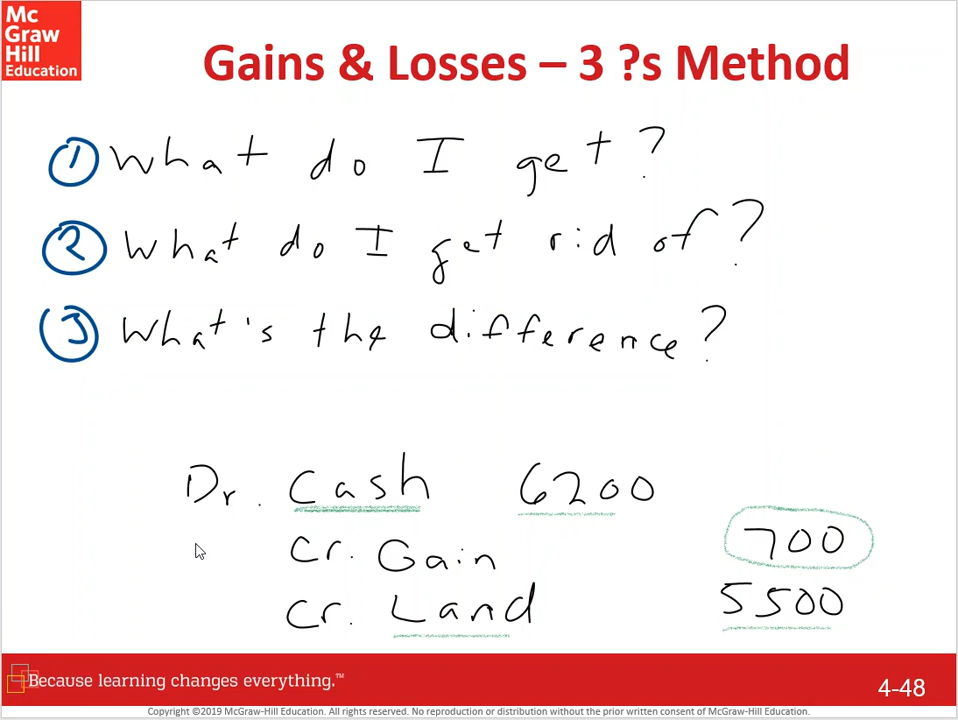 Mc
Graw
Hill
Education
Gains & Losses – 3 ?s Method
① What do I get?
② What do I get rid of?
③ What's the difference?
Dr. Cash 6200
Cr. Gain 700
Cr. Land 5500
Because learning changes everything.™
4-48
Copyright ©2019 McGraw-Hill Education. All rights reserved. No reproduction or distribution without the prior written consent of McGraw-Hill Education.